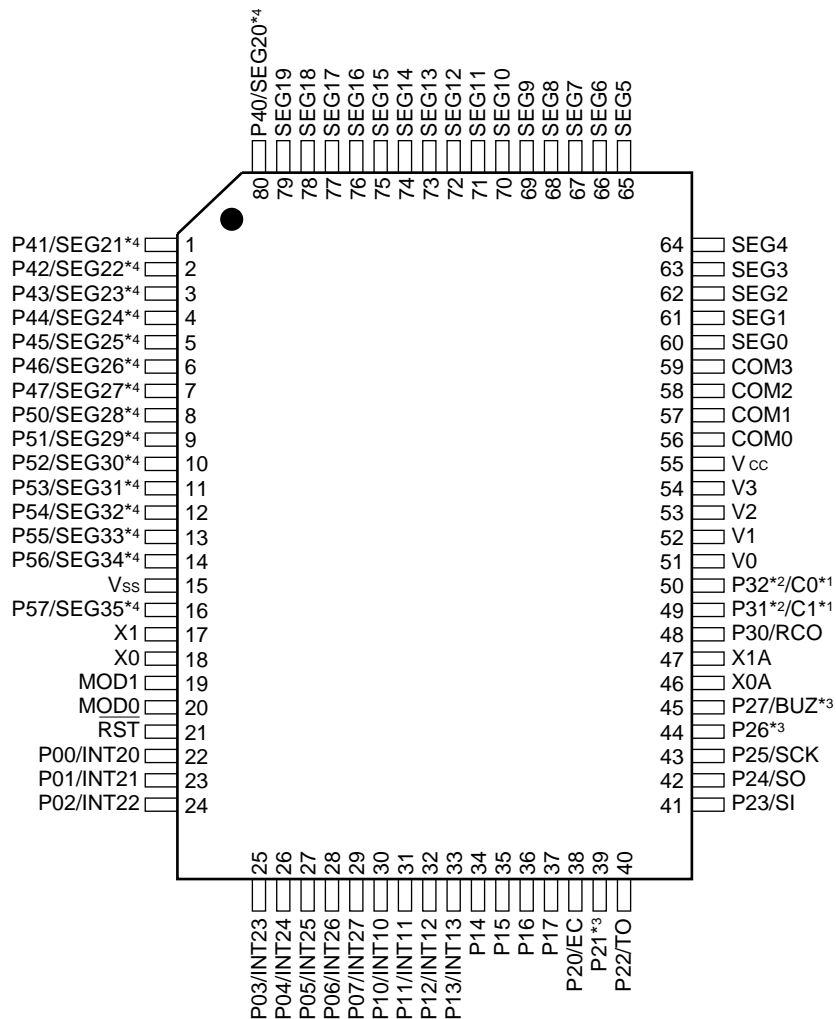 P40/SEG20*4
SEG19
SEG18
SEG17
SEG16
SEG15
SEG14
SEG13
SEG12
SEG11
SEG10
SEG9
SEG8
SEG7
SEG6
SEG5
80 79 78 77 76 75 74 73 72 71 70 69 68 67 66 65
P41/SEG21*4 1
P42/SEG22*4 2
P43/SEG23*4 3
P44/SEG24*4 4
P45/SEG25*4 5
P46/SEG26*4 6
P47/SEG27*4 7
P50/SEG28*4 8
P51/SEG29*4 9
P52/SEG30*4 10
P53/SEG31*4 11
P54/SEG32*4 12
P55/SEG33*4 13
P56/SEG34*4 14
VSS 15
P57/SEG35*4 16
X1 17
X0 18
MOD1 19
MOD0 20
RST 21
P00/INT20 22
P01/INT21 23
P02/INT22 24
64 SEG4
63 SEG3
62 SEG2
61 SEG1
60 SEG0
59 COM3
58 COM2
57 COM1
56 COM0
55 VCC
54 V3
53 V2
52 V1
51 V0
50 P32*2/C0*1
49 P31*2/C1*1
48 P30/RCO
47 X1A
46 X0A
45 P27/BUZ*3
44 P26*3
43 P25/SCK
42 P24/SO
41 P23/SI
25 26 27 28 29 30 31 32 33 34 35 36 37 38 39 40
P03/INT23
P04/INT24
P05/INT25
P06/INT26
P07/INT27
P10/INT10
P11/INT11
P12/INT12
P13/INT13
P14
P15
P16
P17
P20/EC
P21*3
P22/TO